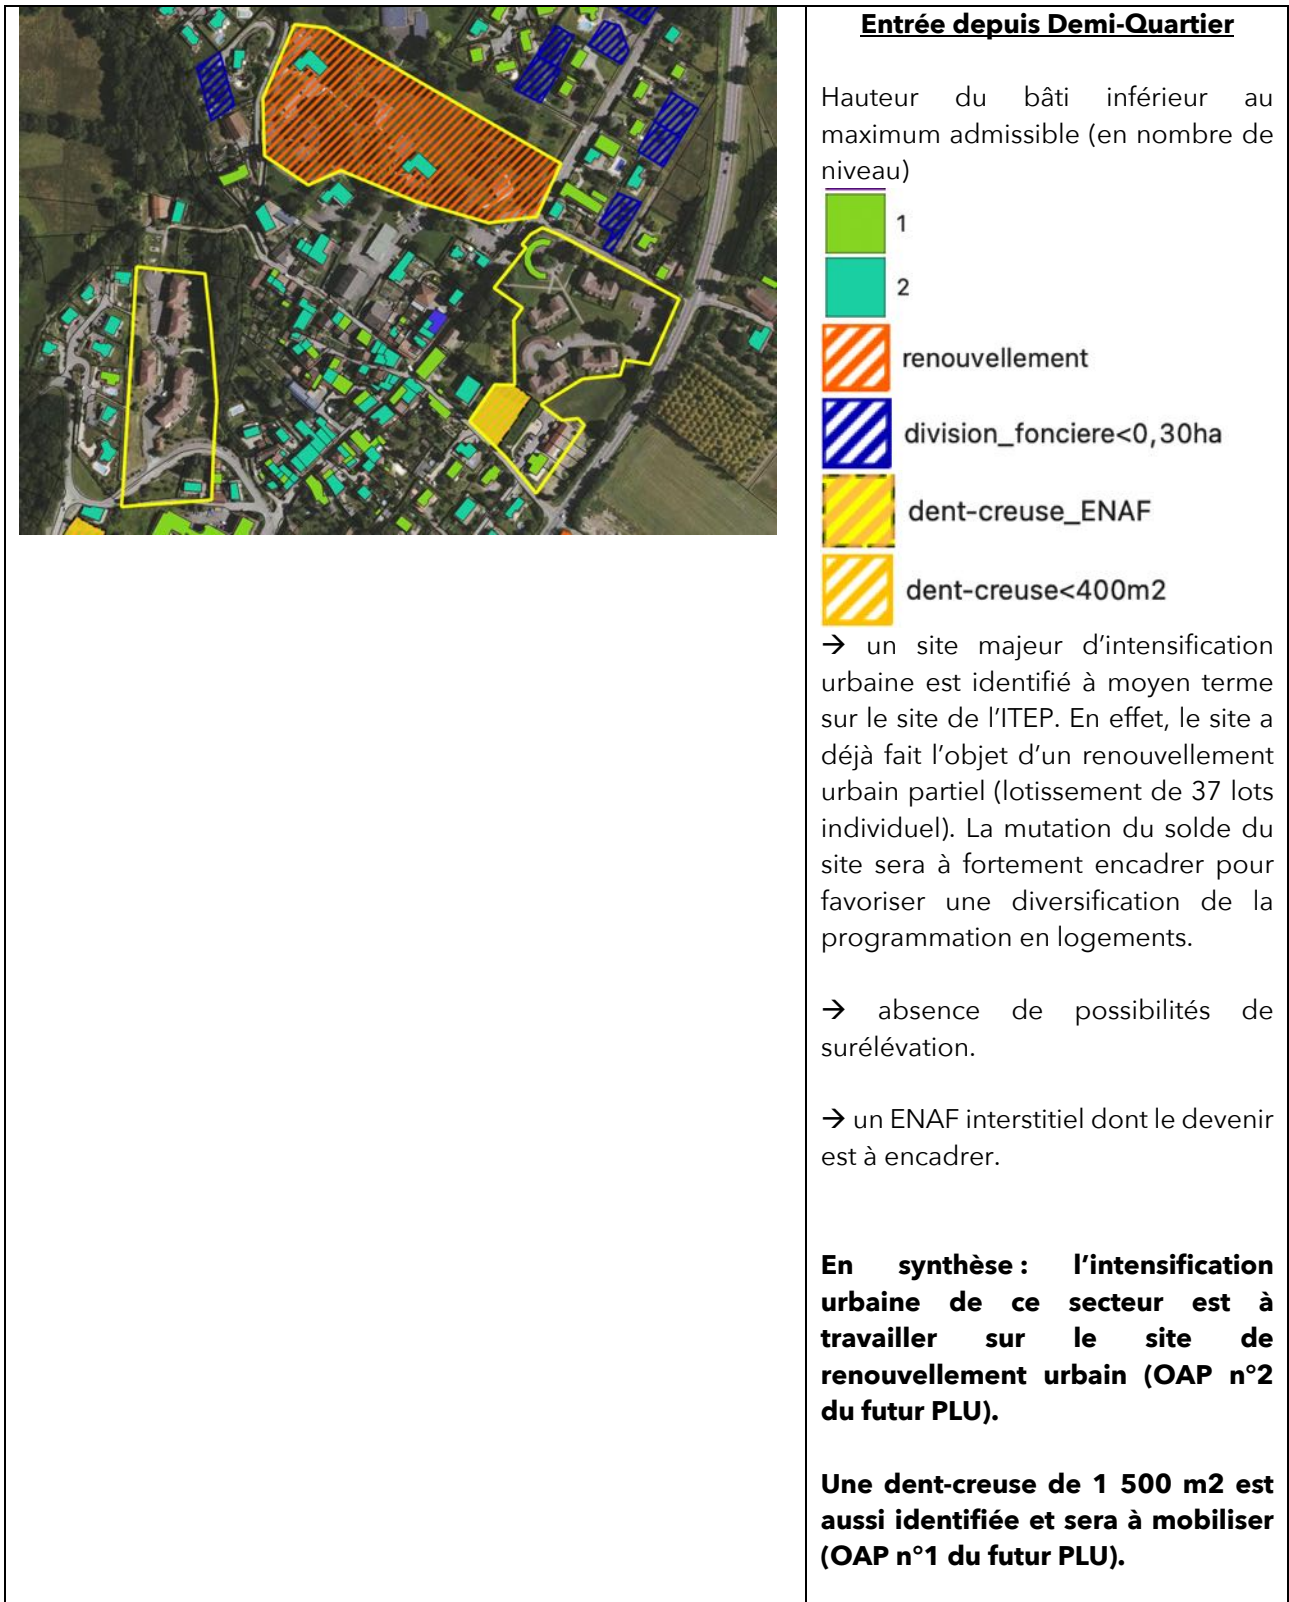 Entrée depuis Demi-Quartier
Hauteur du bâti inférieur au
maximum admissible (en nombre de
niveau)
1
2
renouvellement
division_fonciere<0,30ha
dent-creuse_ENAF
dent-creuse<400m2
→ un site majeur d’intensification
urbaine est identifié à moyen terme
sur le site de l’ITEP. En effet, le site a
déjà fait l’objet d’un renouvellement
urbain partiel (lotissement de 37 lots
individuel). La mutation du solde du
site sera à fortement encadrer pour
favoriser une diversification de la
programmation en logements.
→ absence de possibilités de
surélévation.
→ un ENAF interstitiel dont le devenir
est à encadrer.
En synthèse : l’intensification
urbaine de ce secteur est à
travailler sur le site de
renouvellement urbain (OAP n°2
du futur PLU).
Une dent-creuse de 1 500 m2 est
aussi identifiée et sera à mobiliser
(OAP n°1 du futur PLU).